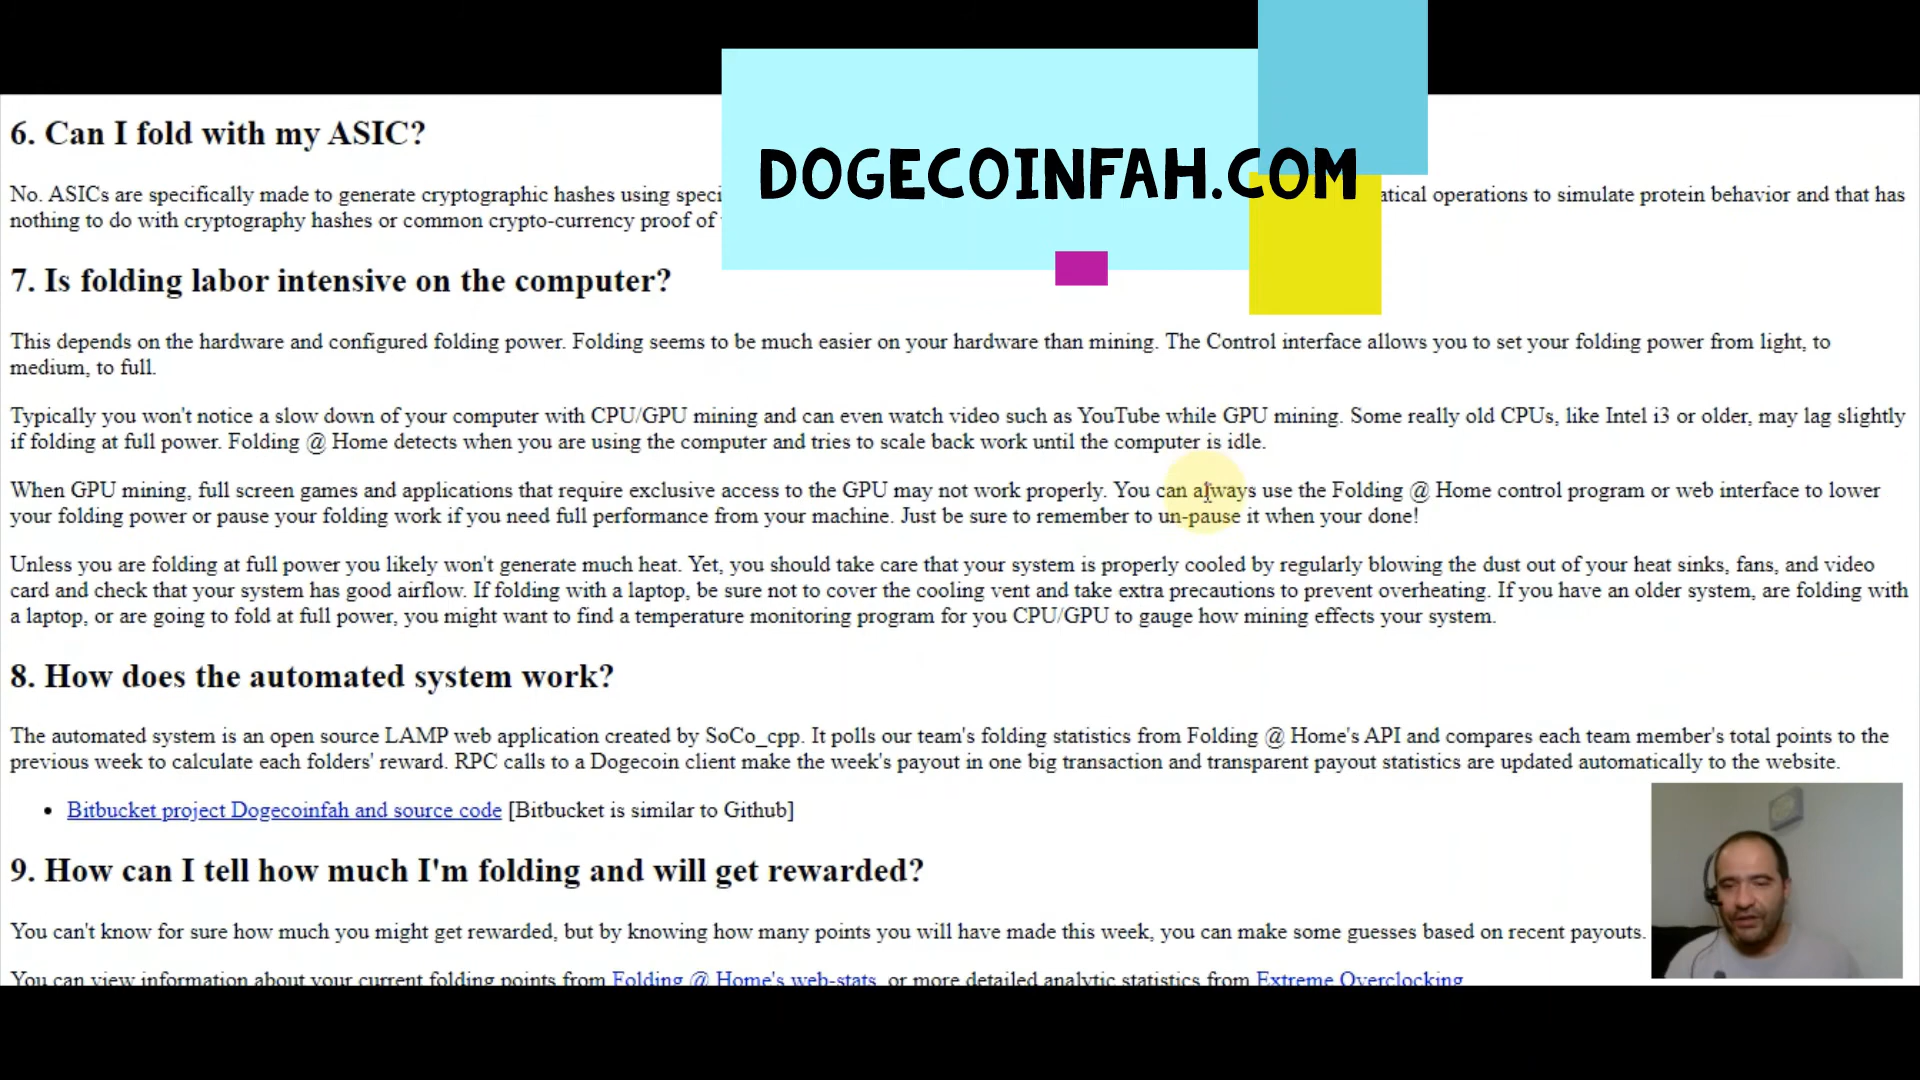 DOGECOINFAH.COM
6. Can I fold with my ASIC?
No. ASICs are specifically made to generate cryptographic hashes using speci
atical operations to simulate protein behavior and that has
nothing to do with cryptography hashes or common crypto-currency proof of
7. Is folding labor intensive on the computer?
This depends on the hardware and configured folding power. Folding seems to be much easier on your hardware than mining. The Control interface allows you to set your folding power from light, to
medium, to full.
Typically you won't notice a slow down of your computer with CPU/GPU mining and can even watch video such as YouTube while GPU mining. Some really old CPUs, like Intel i3 or older, may lag slightly
if folding at full power. Folding @ Home detects when you are using the computer and tries to scale back work until the computer is idle.
When GPU mining, full screen games and applications that require exclusive access to the GPU may not work properly. You can always use the Folding @ Home control program or web interface to lower
your folding power or pause your folding work if you need full performance from your machine. Just be sure to remember to un-pause it when your done!
Unless you are folding at full power you likely won't generate much heat. Yet, you should take care that your system is properly cooled by regularly blowing the dust out of your heat sinks, fans, and video
card and check that your system has good airflow. If folding with a laptop, be sure not to cover the cooling vent and take extra precautions to prevent overheating. If you have an older system, are folding with
a laptop, or are going to fold at full power, you might want to find a temperature monitoring program for you CPU/GPU to gauge how mining effects your system.
8. How does the automated system work?
The automated system is an open source LAMP web application created by SoCo_cpp. It polls our team's folding statistics from Folding @ Home's API and compares each team member's total points to the
previous week to calculate each folders' reward. RPC calls to a Dogecoin client make the week's payout in one big transaction and transparent payout statistics are updated automatically to the website.
• Bitbucket project Dogecoinfah and source code [Bitbucket is similar to Github]
9. How can I tell how much I'm folding and will get rewarded?
You can't know for sure how much you might get rewarded, but by knowing how many points you will have made this week, you can make some guesses based on recent payouts.
You can view information about your current folding points from Folding @ Home's web-stats, or more detailed analytic statistics from Extreme Overclocking